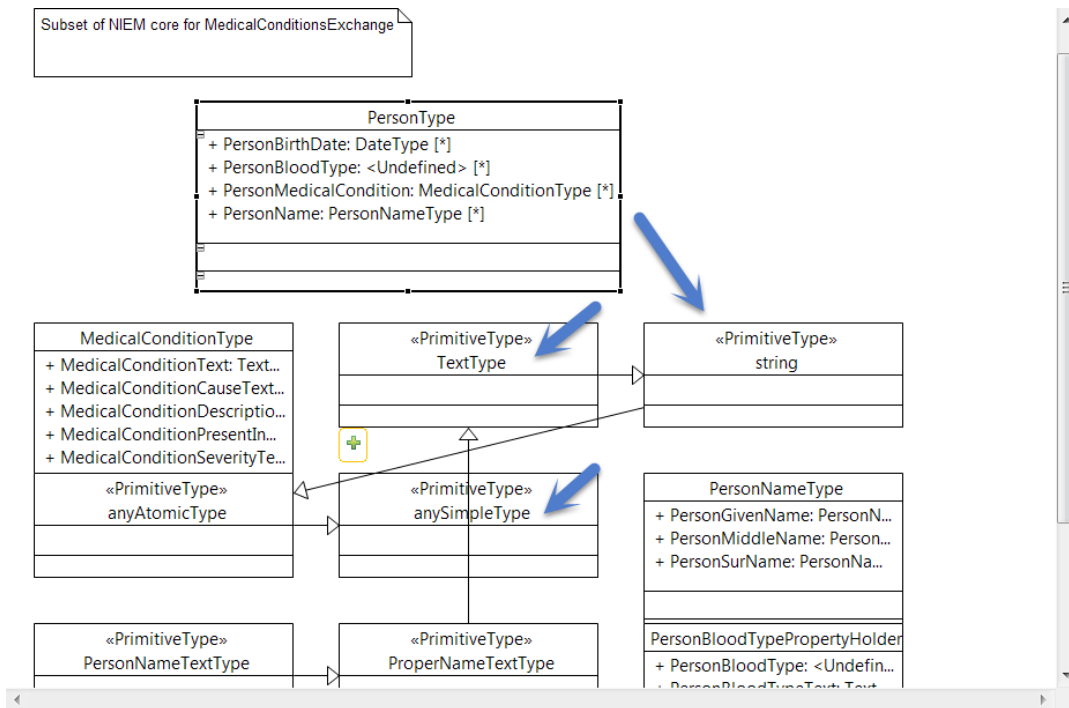 Subset of NIEM core for MedicalConditionsExchange
PersonType
+ PersonBirthDate: DateType [*]
+ PersonBloodType: <Undefined> [*]
+ PersonMedicalCondition: MedicalConditionType [*]
+ PersonName: PersonNameType [*]
MedicalConditionType
+ MedicalConditionText: Text...
+ MedicalConditionCauseText...
+ MedicalConditionDescriptio...
+ MedicalConditionPresentIn...
+ MedicalConditionSeverityTe...
«PrimitiveType»
TextType
«PrimitiveType»
string
«PrimitiveType»
anyAtomicType
«PrimitiveType»
anySimpleType
PersonNameType
+ PersonGivenName: PersonN...
+ PersonMiddleName: Person...
+ PersonSurName: PersonNa...
«PrimitiveType»
PersonNameTextType
«PrimitiveType»
ProperNameTextType
PersonBloodTypePropertyHolder
+ PersonBloodType: <Undefin...
+ PersonBloodTypeText: Text...